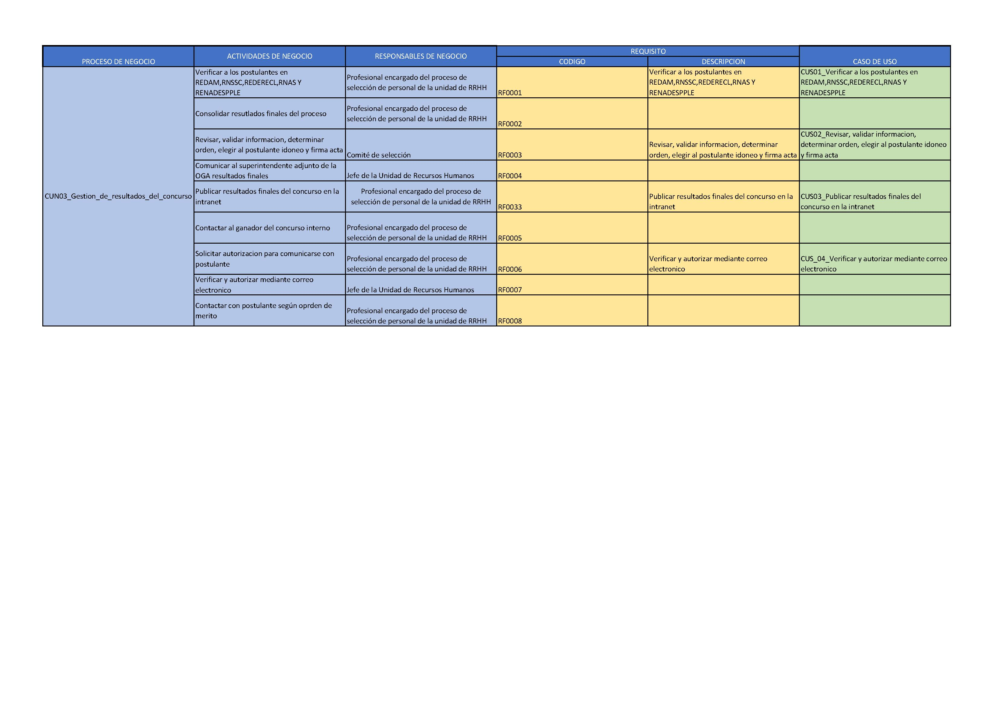 PROCESO DE NEGOCIO
ACTIVIDADES DE NEGOCIO
RESPONSABLES DE NEGOCIO
REQUISITO
CODIGO
DESCRIPCION
CASO DE USO
CUN03_Gestion_de_resultados_del_concurso
Verificar a los postulantes en
REDAM,RNSSC,REDERECL,RNAS Y
RENADESPPLE
Profesional encargado del proceso de
selección de personal de la unidad de RRHH
RF0001
Verificar a los postulantes en
REDAM,RNSSC,REDERECL,RNAS Y
RENADESPPLE
CUS01_Verificar a los postulantes en
REDAM,RNSSC,REDERECL,RNAS Y
RENADESPPLE
Consolidar resutlados finales del proceso
Profesional encargado del proceso de
selección de personal de la unidad de RRHH
RF0002
Revisar, validar informacion, determinar
orden, elegir al postulante idoneo y firma acta
Comité de selección
RF0003
Revisar, validar informacion, determinar
orden, elegir al postulante idoneo y firma acta
CUS02_Revisar, validar informacion,
determinar orden, elegir al postulante idoneo
y firma acta
Comunicar al superintendente adjunto de la
OGA resultados finales
Jefe de la Unidad de Recursos Humanos
RF0004
Publicar resultados finales del concurso en la
intranet
Profesional encargado del proceso de
selección de personal de la unidad de RRHH
RF0033
Publicar resultados finales del concurso en la
intranet
CUS03_Publicar resultados finales del
concurso en la intranet
Contactar al ganador del concurso interno
Profesional encargado del proceso de
selección de personal de la unidad de RRHH
RF0005
Solicitar autorizacion para comunicarse con
postulante
Profesional encargado del proceso de
selección de personal de la unidad de RRHH
RF0006
Verificar y autorizar mediante correo
electronico
CUS_04_Verificar y autorizar mediante correo
electronico
Verificar y autorizar mediante correo
electronico
Jefe de la Unidad de Recursos Humanos
RF0007
Contactar con postulante según oprden de
merito
Profesional encargado del proceso de
selección de personal de la unidad de RRHH
RF0008